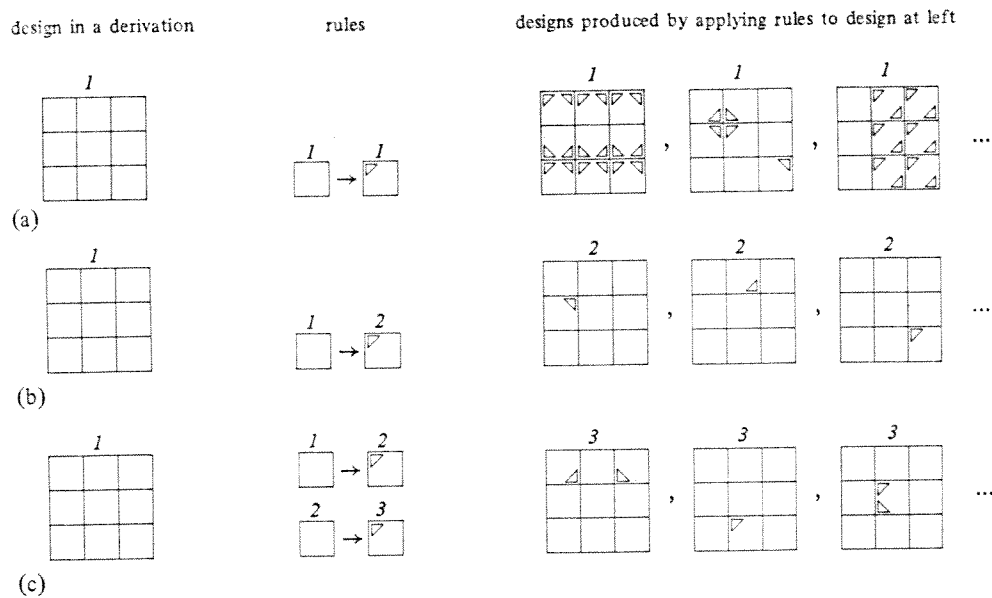 design in a derivation
rules
designs produced by applying rules to design at left
1
1 → 1
1 , 1 , 1 ...
(a)
1
1 → 2
2 , 2 , 2 ...
(b)
1
1 → 2
2 → 3
3 , 3 , 3 ...
(c)